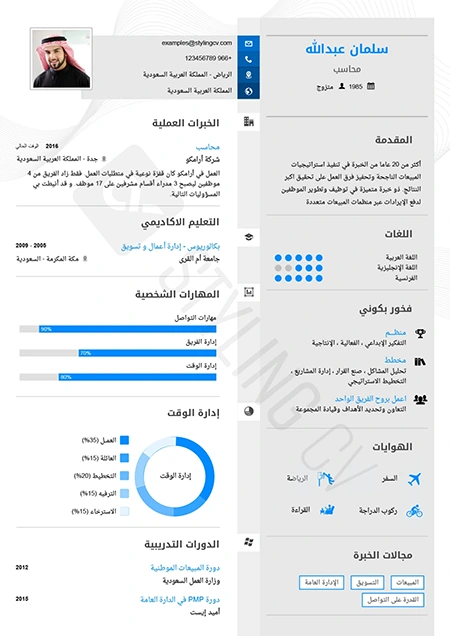 سلمان عبدالله
محاسب
1985 متزوج
examples@stylingcv.com
+966 123456789
الرياض - المملكة العربية السعودية
المملكة العربية السعودية
المقدمة
أكثر من 20 عاما من الخبرة في تنفيذ استراتيجيات
المبيعات الناجحة وتحفيز فرق العمل على تحقيق اكبر
النتائج. ذو خبرة متميزة في توظيف وتطوير الموظفين
لدفع الإيرادات عبر منظمات المبيعات متعددة
اللغات
اللغة العربية
اللغة الإنجليزية
الفرنسية
فخور بكوني
منظــم
التفكير الإبداعي ، الفعالية ، الإنتاجية
مخطط
تحليل المشاكل ، صنع القرار ، إدارة المشاريع ،
التخطيط الاستراتيجي
اعمل بروح الفريق الواحد
التعاون وتحديد الأهداف وقيادة المجموعة
الهوايات
السفر
الرياضة
ركوب الدراجة
القراءة
مجالات الخبرة
المبيعات
التسويق
الإدارة العامة
القدرة على التواصل
الخبرات العملية
محاسب
2016 الوقت الحالي
شركة أرامكو
جدة - المملكة العربية السعودية
العمل في أرامكو كان قفزة نوعية في متطلبات العمل. فقط زاد الفريق من 4
موظفين ليصبح 3 مدراء أقسام مشرفين على 17 موظف. و قد أنيطت بي
المسؤوليات التالية.
التعليم الاكاديمي
بكالوريوس - إدارة أعمال و تسويق
2005 - 2009
جامعة أم القرى
مكة المكرمة - السعودية
المهارات الشخصية
مهارات التواصل
90%
إدارة الفريق
70%
إدارة الوقت
80%
إدارة الوقت
إدارة الوقت
العمل (35%)
العائلة (15%)
التخطيط (20%)
الترفيه (15%)
الاسترخاء (15%)
الدورات التدريبية
دورة المبيعات الموطنية
2012
وزارة العمل السعودية
دورة PMP في الدارة العامة
2015
أميد إيست
STYLING CV